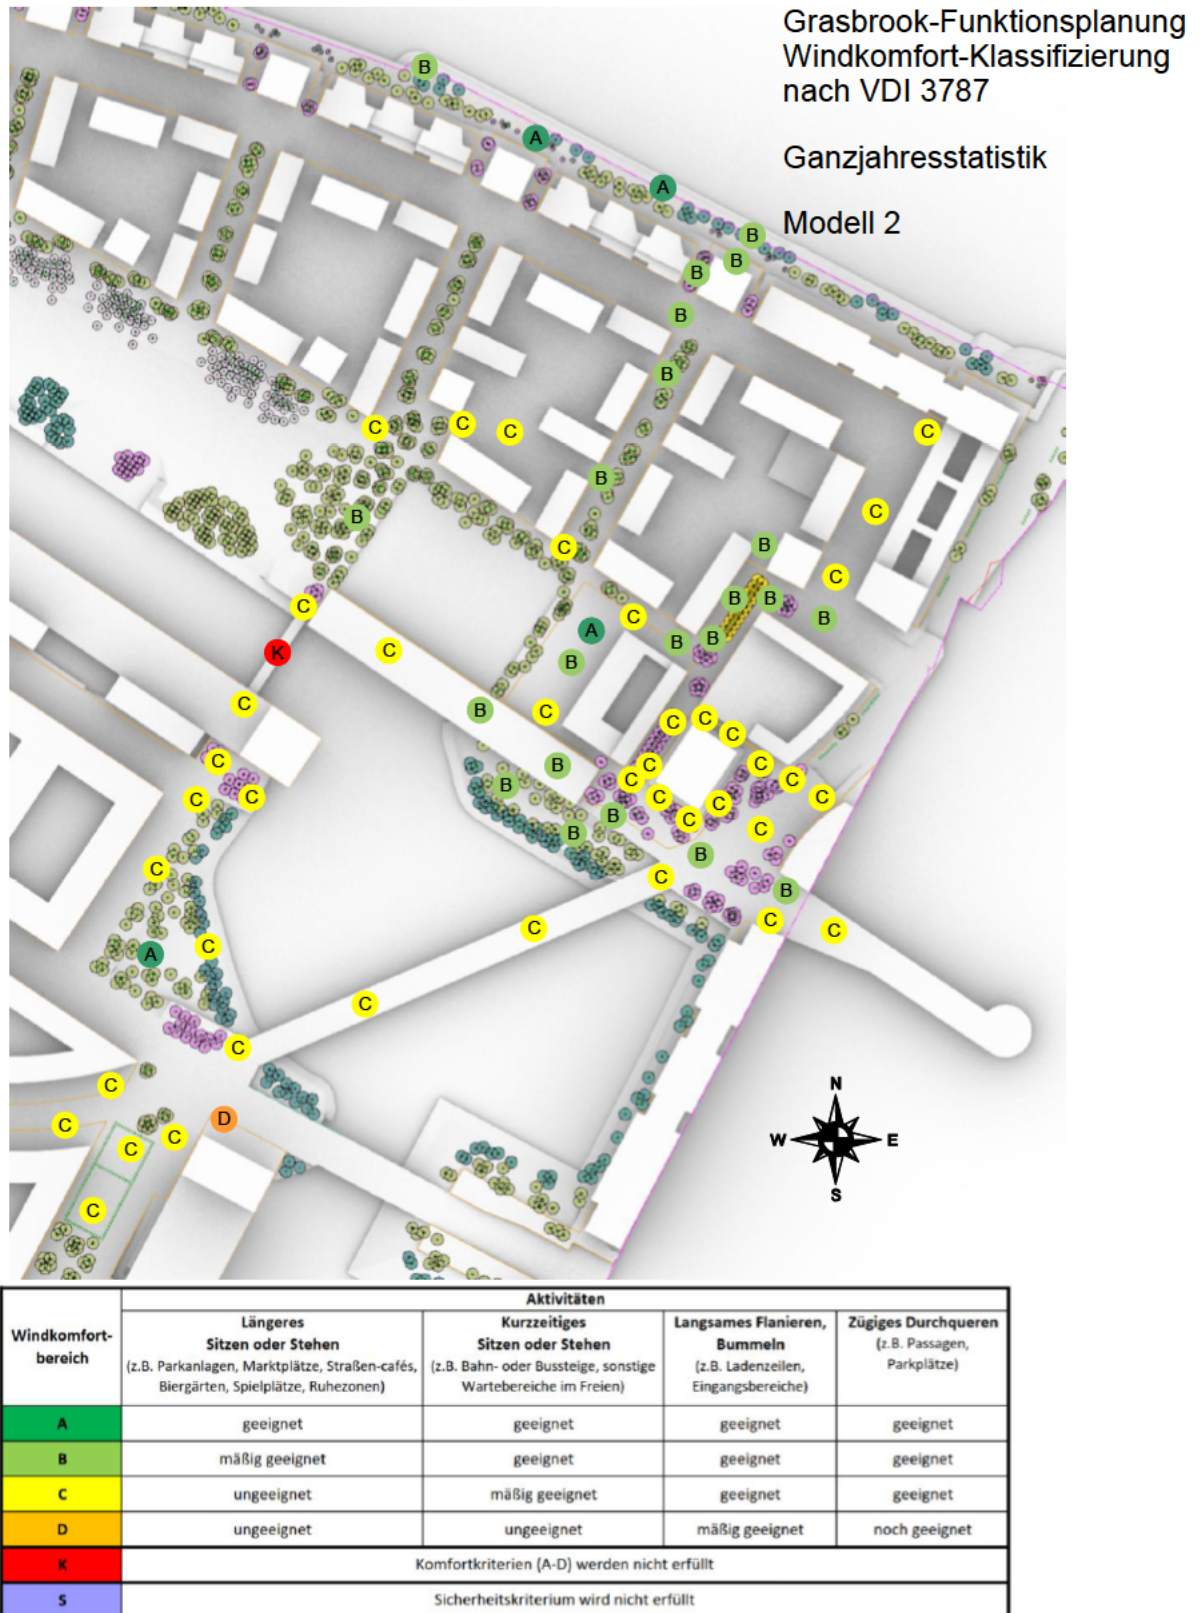 Grasbrook-Funktionsplanung
Windkomfort-Klassifizierung
nach VDI 3787
Ganzjahresstatistik
Modell 2
B
A
A
B
B
B
B
B
C
C
C
C
B
B
C
C
B
C
C
B
B
C
A
C
B
B
B
K
C
B
C
B
C
C
C
C
C
C
B
C
C
C
C
C
B
C
C
C
C
C
B
C
B
C
B
C
C
B
C
C
C
C
A
C
C
C
D
C
C
C
C
N
W E
S
Aktivitäten
Windkomfort-
bereich
Längeres
Sitzen oder Stehen
(z.B. Parkanlagen, Marktplätze, Straßen-cafés,
Biergärten, Spielplätze, Ruhezonen)
Kurzzeitiges
Sitzen oder Stehen
(z.B. Bahn- oder Bussteige, sonstige
Wartebereiche im Freien)
Langsames Flanieren,
Bummeln
(z.B. Ladenzeilen,
Eingangsbereiche)
Zügiges Durchqueren
(z.B. Passagen,
Parkplätze)
A geeignet geeignet geeignet geeignet
B mäßig geeignet geeignet geeignet geeignet
C ungeeignet mäßig geeignet geeignet geeignet
D ungeeignet ungeeignet mäßig geeignet noch geeignet
K Komfortkriterien (A-D) werden nicht erfüllt
S Sicherheitskriterium wird nicht erfüllt